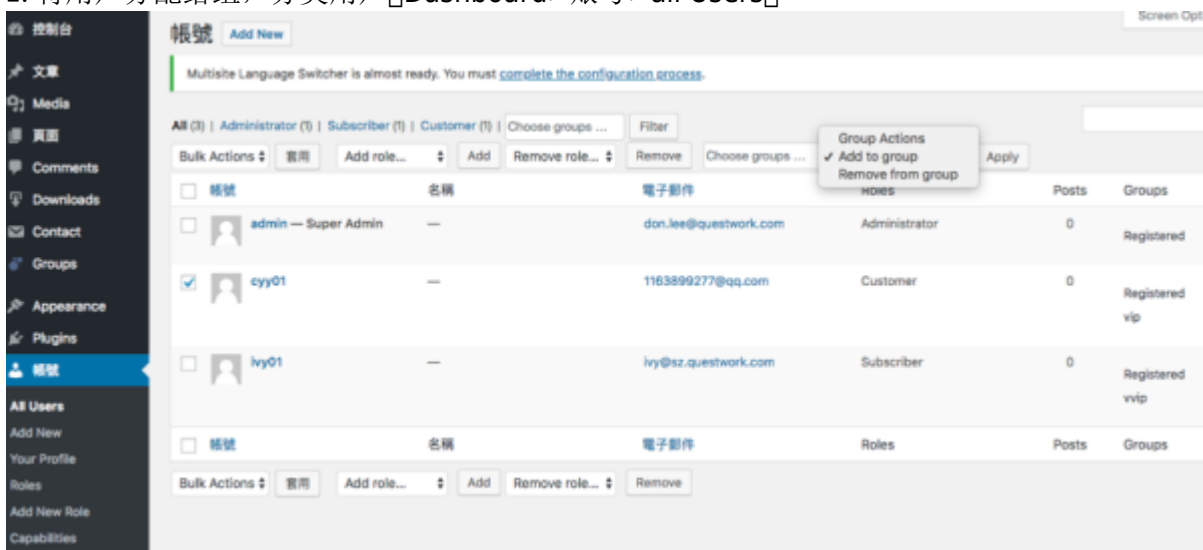 控制台
文章
Media
頁面
Comments
Downloads
Contact
Groups
Appearance
Plugins
帳號
All Users
Add New
Your Profile
Roles
Add New Role
Capabilities
Screen Opt
帳號 Add New
Multisite Language Switcher is almost ready. You must complete the configuration process.
All (3) | Administrator (1) | Subscriber (1) | Customer (1) | Choose groups ... Filter
Group Actions
✓ Add to group
Remove from group
Bulk Actions 套用 Add role... Add Remove role... Remove Choose groups ... Apply
帳號 名稱 電子郵件 Roles Posts Groups
admin — Super Admin — don.lee@questwork.com Administrator 0 Registered
cyy01 — 1163899277@qq.com Customer 0 Registered
vip
ivy01 — ivy@sz.questwork.com Subscriber 0 Registered
vvip
帳號 名稱 電子郵件 Roles Posts Groups
Bulk Actions 套用 Add role... Add Remove role... Remove